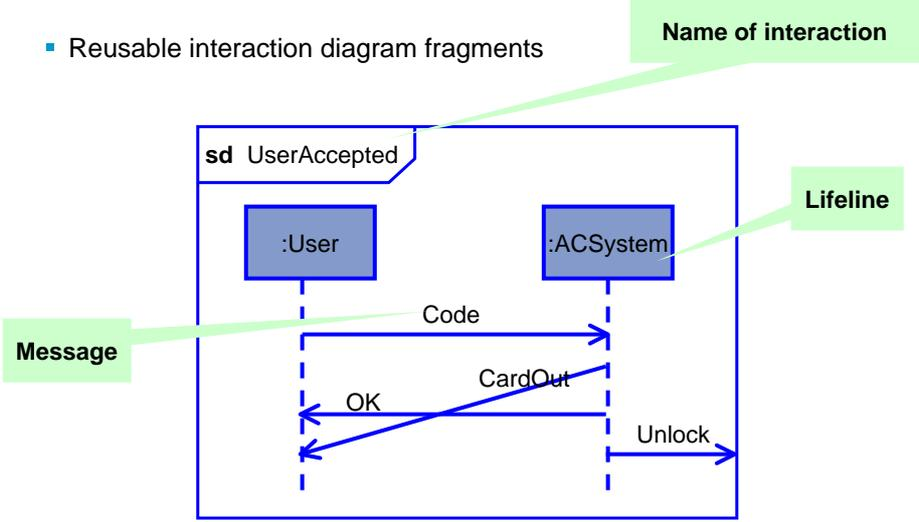 Name of interaction
Reusable interaction diagram fragments
sd UserAccepted
Lifeline
:User
:ACSystem
Code
Message
CardOut
OK
Unlock